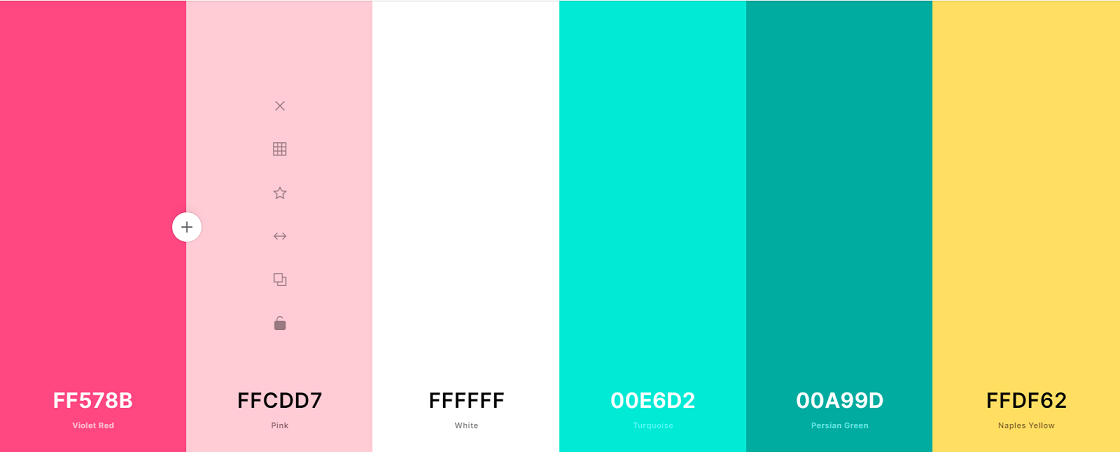 FF578B
Violet Red
FFCDD7
Pink
FFFFFF
White
00E6D2
Turquoise
00A99D
Persian Green
FFDF62
Naples Yellow